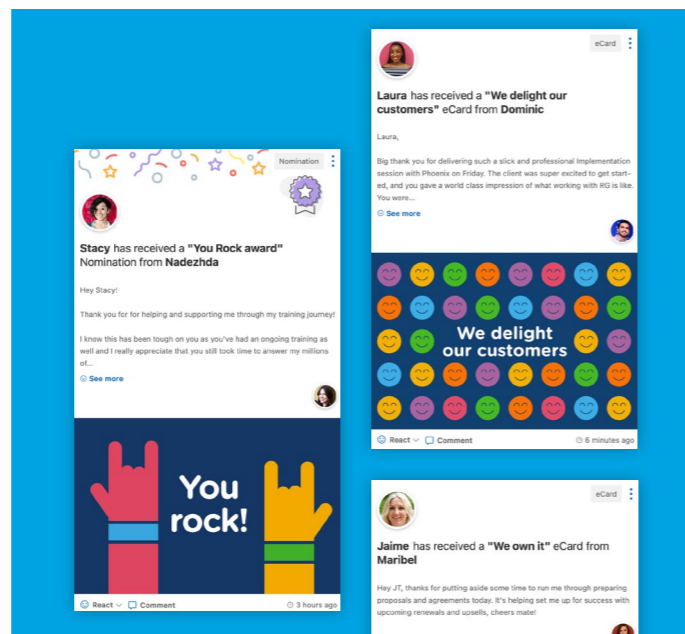 Nomination
Stacy has received a "You Rock award"
Nomination from Nadezhda
Hey Stacy!
Thank you for for helping and supporting me through my training journey!
I know this has been tough on you as you've had an ongoing training as
well and I really appreciate that you still took time to answer my millions
of...
See more
You
rock!
React
Comment
3 hours ago
eCard
Laura has received a "We delight our
customers" eCard from Dominic
Laura,
Big thank you for delivering such a slick and professional Implementation
session with Phoenix on Friday. The client was super excited to get start-
ed, and you gave a world class impression of what working with RG is like.
You were...
See more
We delight
our customers
React
Comment
6 minutes ago
eCard
Jaime has received a "We own it" eCard from
Maribel
Hey JT, thanks for putting aside some time to run me through preparing
proposals and agreements today. It's helping set me up for success with
upcoming renewals and upsells, cheers mate!